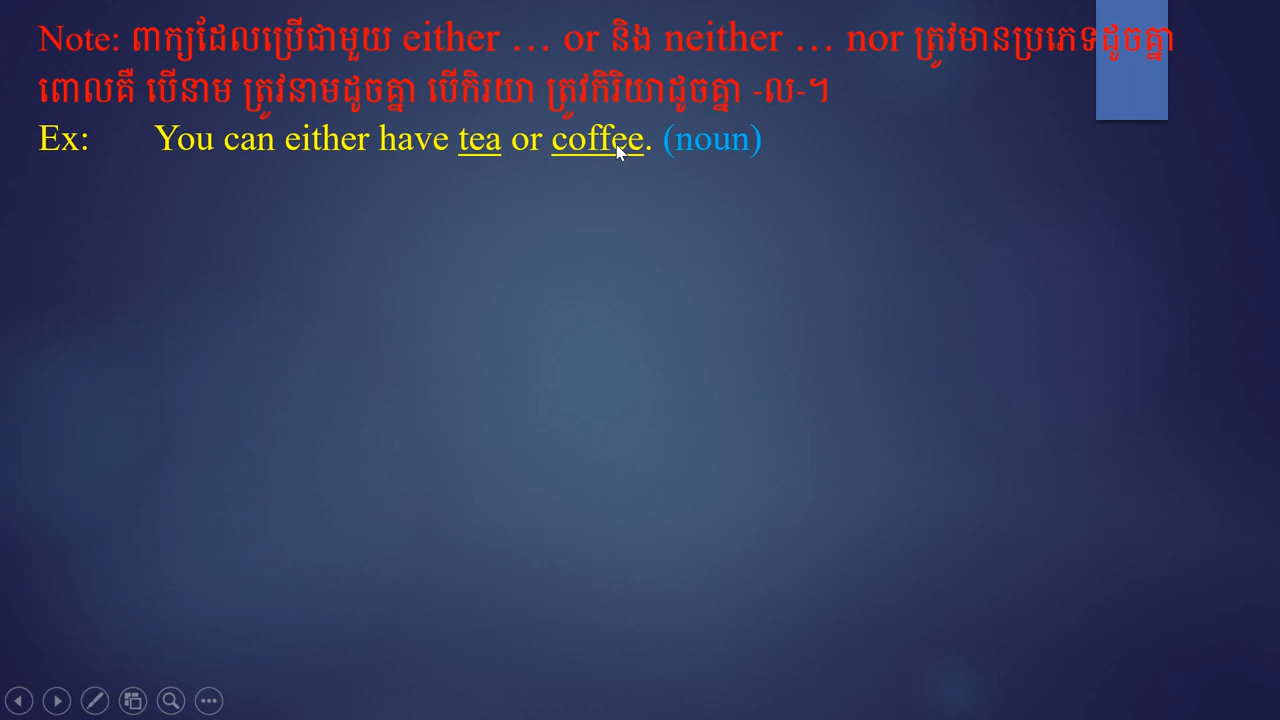 Note: ពាក្យដែលប្រើជាមួយ either … or និង neither … nor ត្រូវមានប្រភេទដូចគ្នា
ពោលគឺ បើនាម ត្រូវនាមដូចគ្នា បើកិរយា ត្រូវកិរិយាដូចគ្នា -ល-។
Ex: You can either have tea or coffee. (noun)